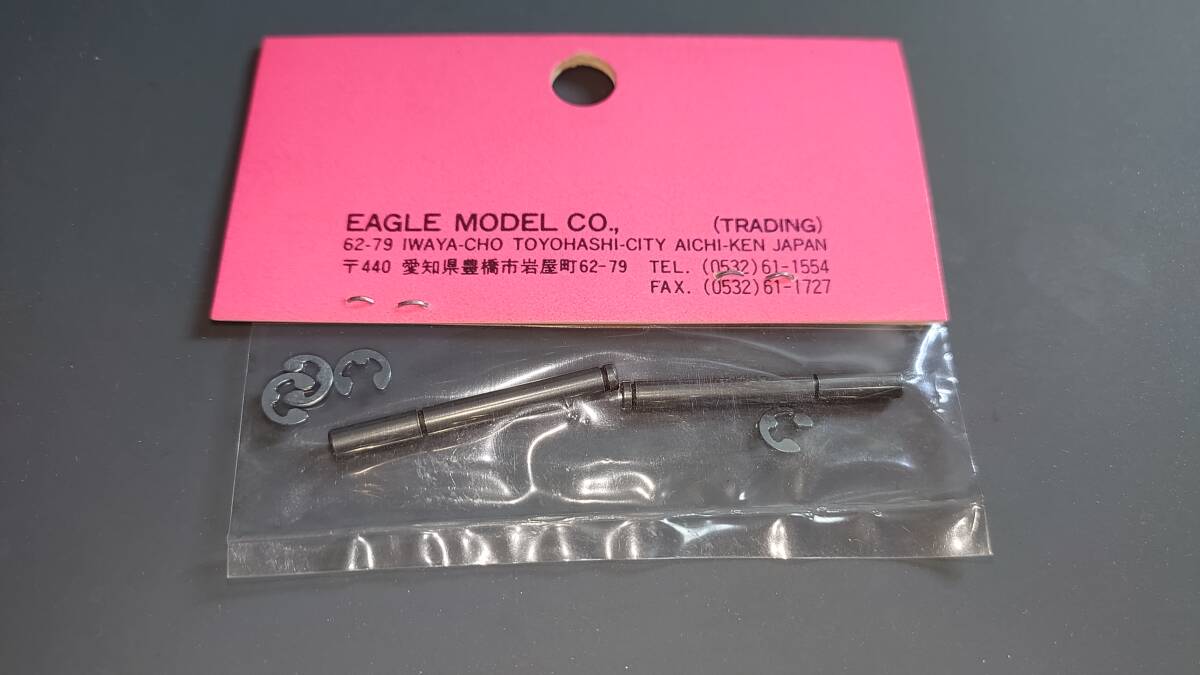 EAGLE MODEL CO., (TRADING)
62-79 IWAYA-CHO TOYOHASHI-CITY AICHI-KEN JAPAN
〒440 愛知県豊橋市岩屋町62-79 TEL. (0532)61-1554
FAX. (0532)61-1727